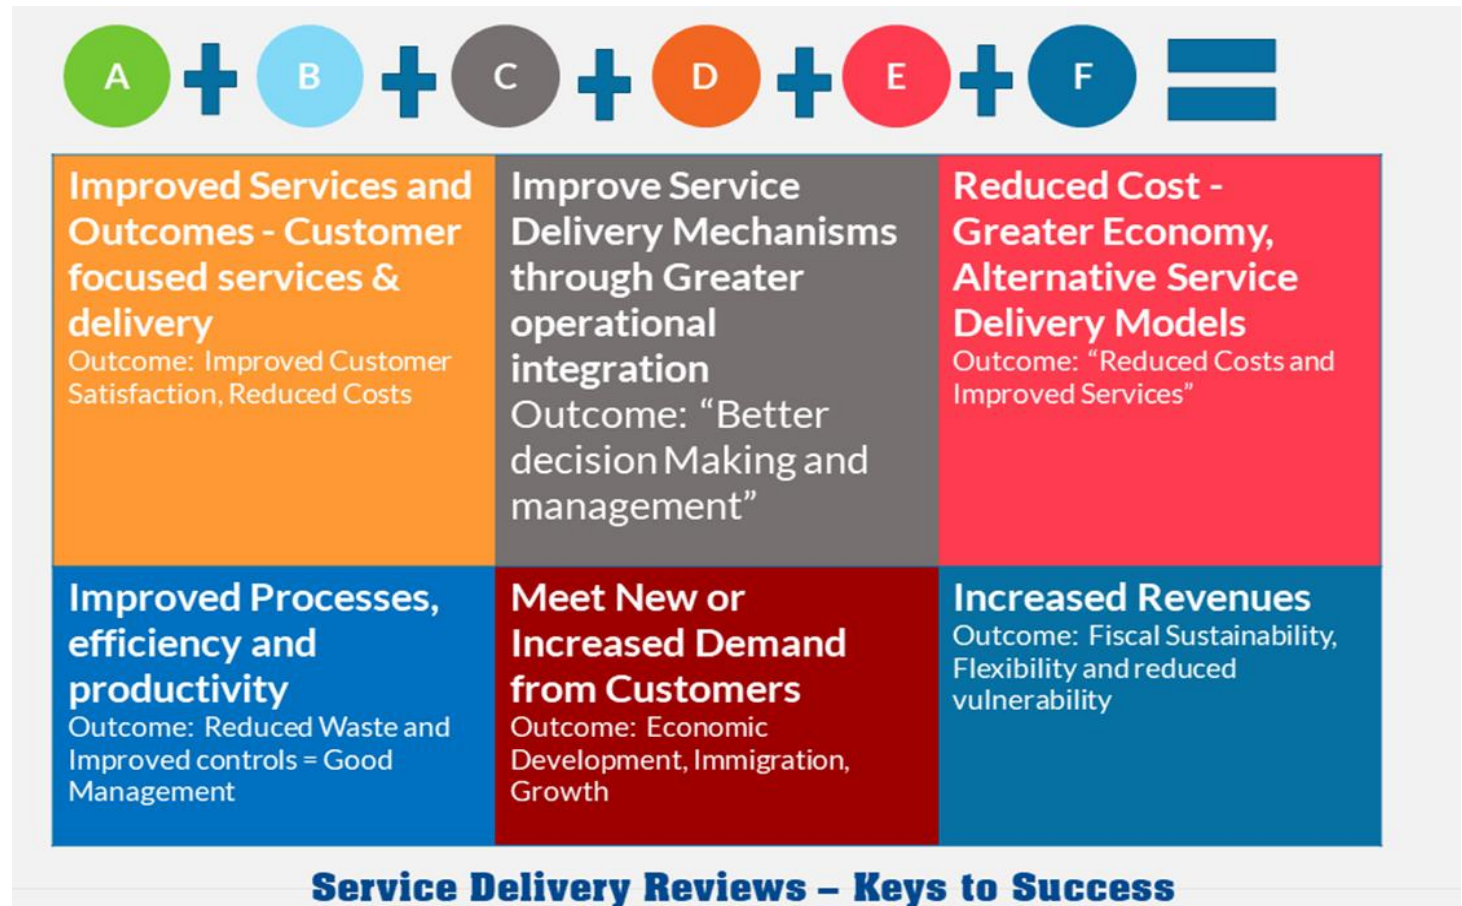 A + B + C + D + E + F =
Improved Services and
Outcomes - Customer
focused services &
delivery
Outcome: Improved Customer
Satisfaction, Reduced Costs
Improve Service
Delivery Mechanisms
through Greater
operational
integration
Outcome: “Better
decision Making and
management”
Reduced Cost -
Greater Economy,
Alternative Service
Delivery Models
Outcome: “Reduced Costs and
Improved Services”
Improved Processes,
efficiency and
productivity
Outcome: Reduced Waste and
Improved controls = Good
Management
Meet New or
Increased Demand
from Customers
Outcome: Economic
Development, Immigration,
Growth
Increased Revenues
Outcome: Fiscal Sustainability,
Flexibility and reduced
vulnerability
Service Delivery Reviews – Keys to Success